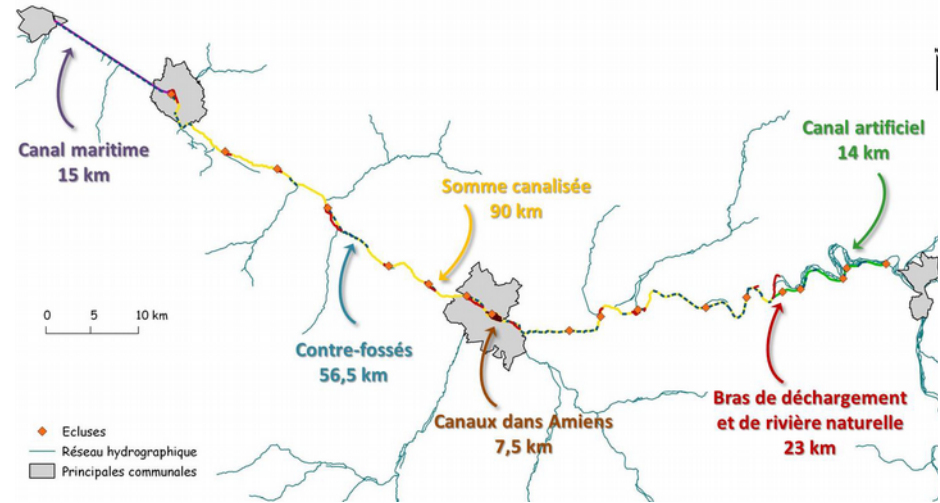 Canal maritime
15 km
Somme canalisée
90 km
Canal artificiel
14 km
0 5 10 km
Contre-fossés
56,5 km
Canaux dans Amiens
7,5 km
Bras de déchargement
et de rivière naturelle
23 km
Ecluses
Réseau hydrographique
Principales communales